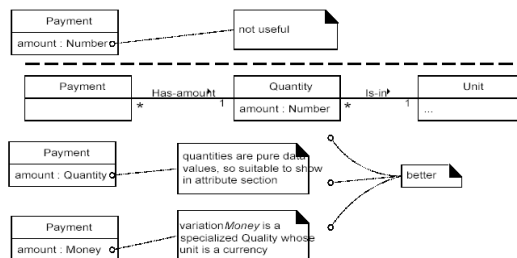 Payment
amount : Number
not useful
Payment
Has-amount
Quantity
Is-in
Unit
amount : Number
...
*
1
*
1
Payment
amount : Quantity
quantities are pure data
values, so suitable to show
in attribute section
better
Payment
amount : Money
variation Money is a
specialized Quality whose
unit is a currency